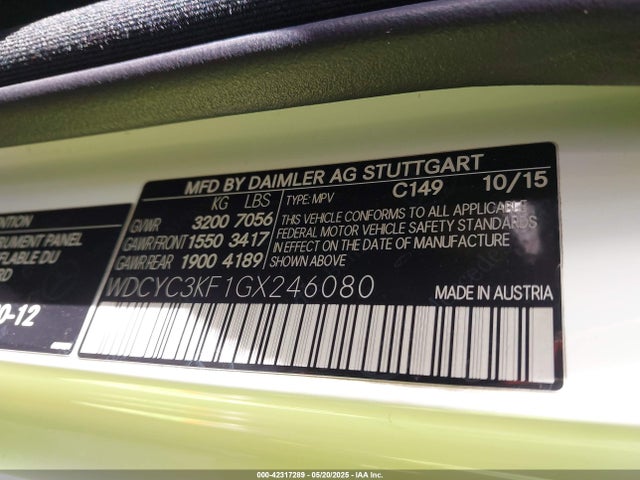 MFD BY DAIMLER AG STUTTGART
KG LBS
GVWR 3200 7056
GAWR/FRONT 1550 3417
GAWR/REAR 1900 4189
TYPE: MPV C149 10/15
THIS VEHICLE CONFORMS TO ALL APPLICABLE
FEDERAL MOTOR VEHICLE SAFETY STANDARDS
IN EFFECT ON THE DATE OF MANUFACTURE
SHOWN ABOVE.
WDCYC3KF1GX246080
MADE IN AUSTRIA
NTION
RUMENT PANEL
FLABLE DU
RD
0-12
000-42317289 - 05/20/2025 - IAAI.COM